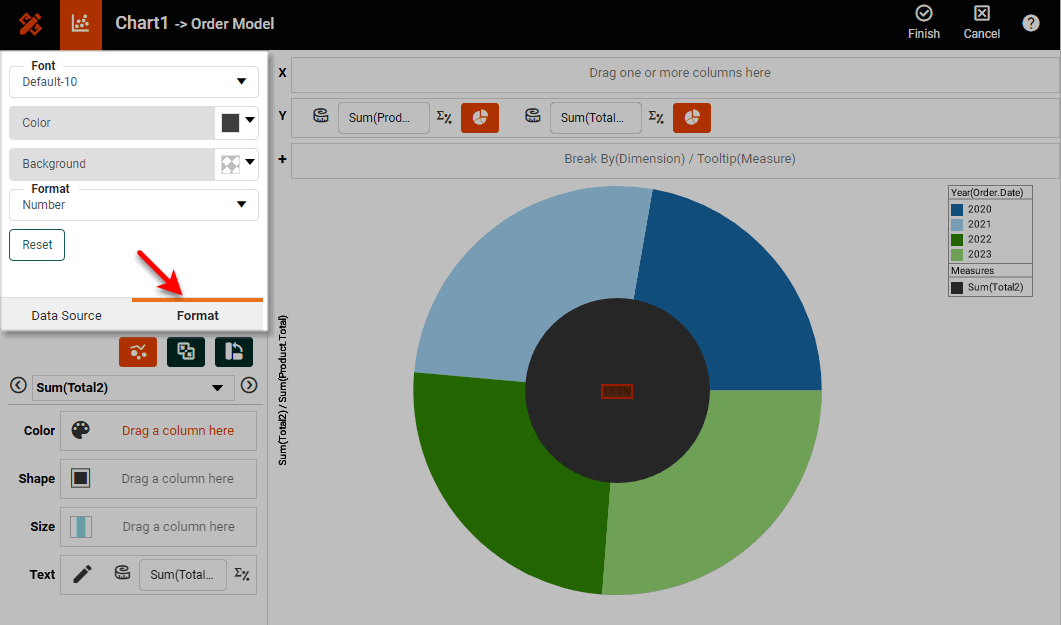 Chart1 -> Order Model
Finish
Cancel
?
Font
Default-10
Color
Background
Format
Number
Reset
Data Source
Format
Sum(Total2)
Color
Drag a column here
Shape
Drag a column here
Size
Drag a column here
Text
Sum(Total...
X
Drag one or more columns here
Y
Sum(Prod...
Sum(Total...
+
Break By(Dimension) / Tooltip(Measure)
Sum(Total2) / Sum(Product.Total)
Year(Order.Date)
2020
2021
2022
2023
Measures
Sum(Total2)